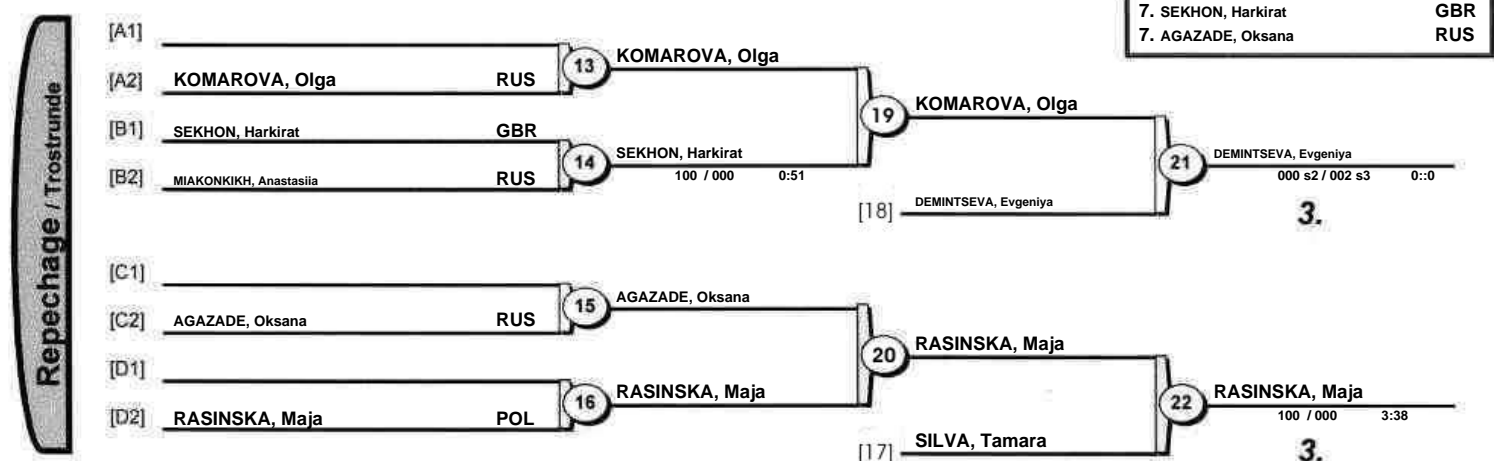 7. SEKHON, Harkirat GBR
7. AGAZADE, Oksana RUS
Repechage / Trostrunde
[A1]
13 KOMAROVA, Olga
[A2] KOMAROVA, Olga RUS
19 KOMAROVA, Olga
[B1] SEKHON, Harkirat GBR
14 SEKHON, Harkirat
100 / 000 0:51
[B2] MIAKONKIKH, Anastasiia RUS
21 DEMINTSEVA, Evgeniya
000 s2 / 002 s3 0::0
[18] DEMINTSEVA, Evgeniya
3.
[C1]
15 AGAZADE, Oksana
[C2] AGAZADE, Oksana RUS
20 RASINSKA, Maja
[D1]
16 RASINSKA, Maja
[D2] RASINSKA, Maja POL
22 RASINSKA, Maja
100 / 000 3:38
[17] SILVA, Tamara
3.